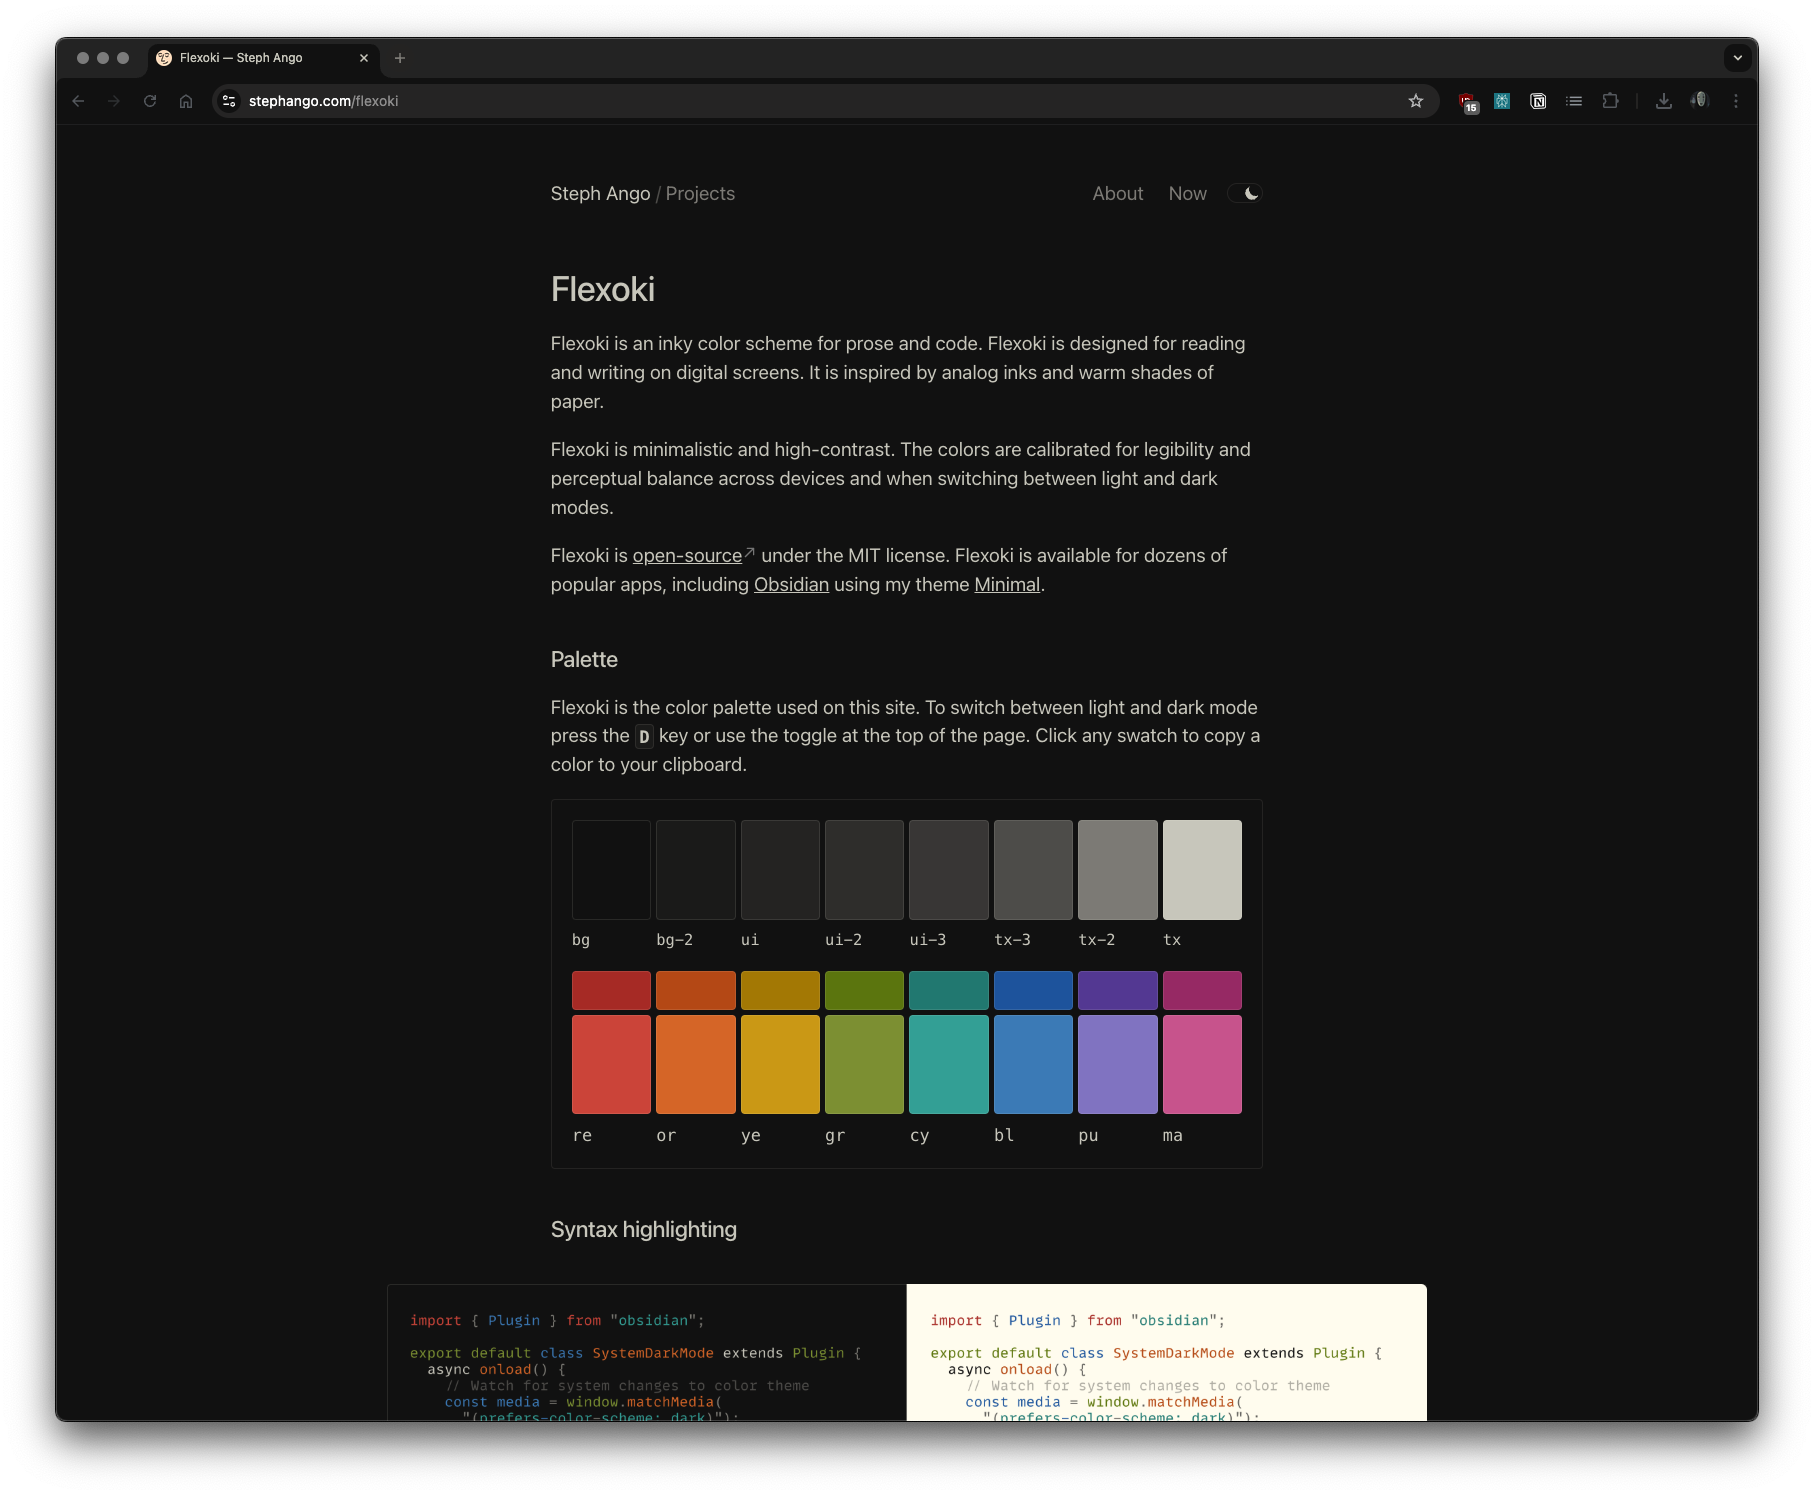 Flexoki — Steph Ango
stephango.com/flexoki
15
Steph Ango / Projects
About Now
Flexoki
Flexoki is an inky color scheme for prose and code. Flexoki is designed for reading
and writing on digital screens. It is inspired by analog inks and warm shades of
paper.
Flexoki is minimalistic and high-contrast. The colors are calibrated for legibility and
perceptual balance across devices and when switching between light and dark
modes.
Flexoki is open-source↗ under the MIT license. Flexoki is available for dozens of
popular apps, including Obsidian using my theme Minimal.
Palette
Flexoki is the color palette used on this site. To switch between light and dark mode
press the D key or use the toggle at the top of the page. Click any swatch to copy a
color to your clipboard.
bg bg-2 ui ui-2 ui-3 tx-3 tx-2 tx
re or ye gr cy bl pu ma
Syntax highlighting
import { Plugin } from "obsidian";
export default class SystemDarkMode extends Plugin {
async onload() {
// Watch for system changes to color theme
const media = window.matchMedia(
"(prefers-color-scheme: dark)");
import { Plugin } from "obsidian";
export default class SystemDarkMode extends Plugin {
async onload() {
// Watch for system changes to color theme
const media = window.matchMedia(
"(prefers-color-scheme: dark)");